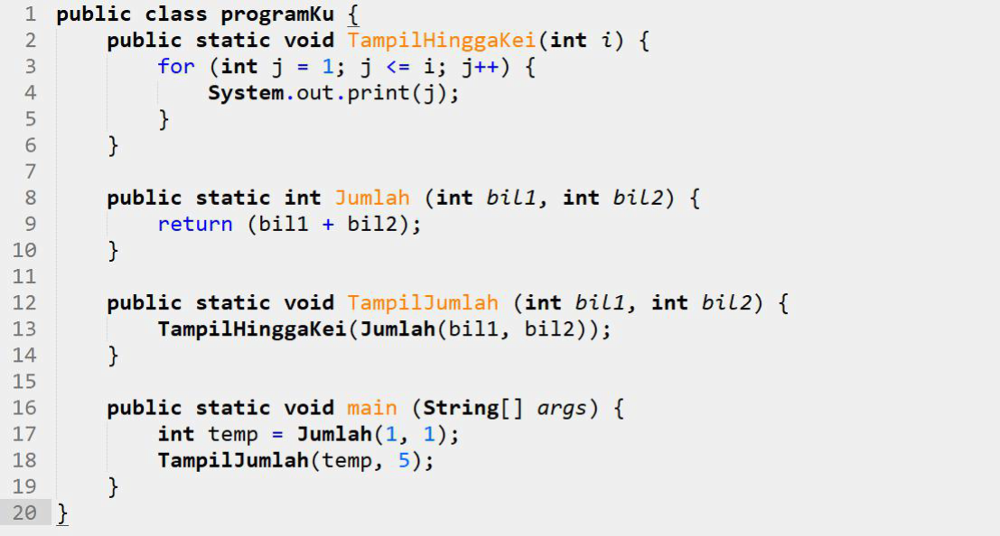 1 public class programKu {
2 public static void TampilHinggaKei(int i) {
3 for (int j = 1; j <= i; j++) {
4 System.out.print(j);
5 }
6 }
7
8 public static int Jumlah (int bil1, int bil2) {
9 return (bil1 + bil2);
10 }
11
12 public static void TampilJumlah (int bil1, int bil2) {
13 TampilHinggaKei(Jumlah(bil1, bil2));
14 }
15
16 public static void main (String[] args) {
17 int temp = Jumlah(1, 1);
18 TampilJumlah(temp, 5);
19 }
20 }